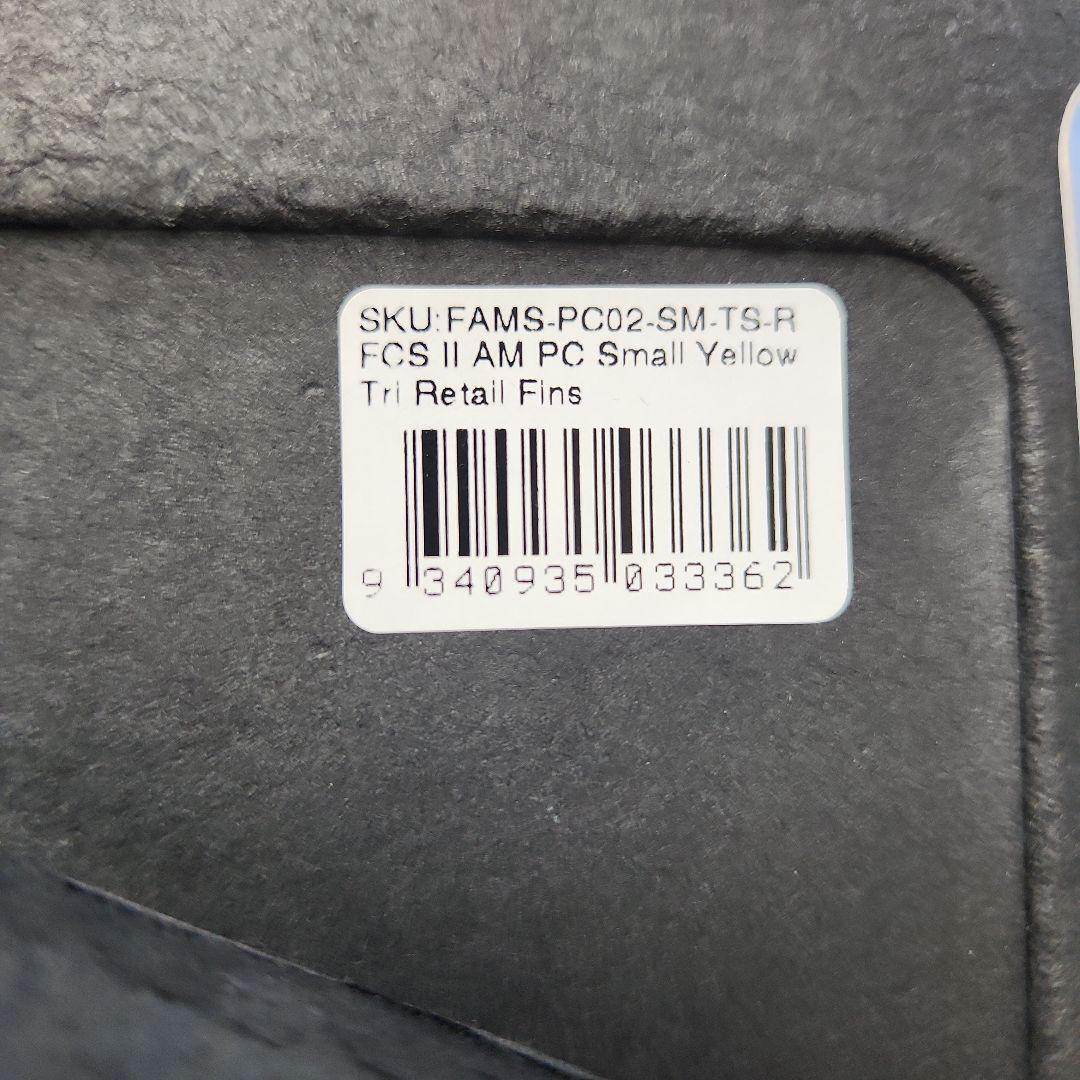 SKU: FAMS-PC02-SM-TS-R
FCS II AM PC Small Yellow
Tri Retail Fins
9 340935 033362